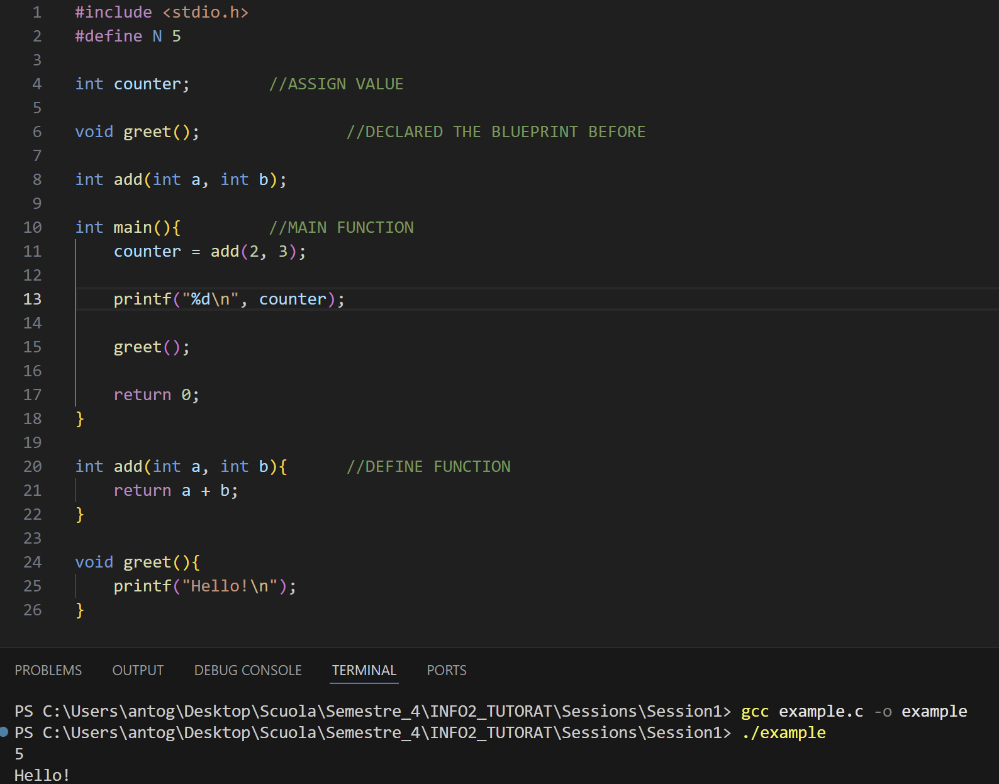 1 #include <stdio.h>
2 #define N 5
3
4 int counter; //ASSIGN VALUE
5
6 void greet(); //DECLARED THE BLUEPRINT BEFORE
7
8 int add(int a, int b);
9
10 int main(){ //MAIN FUNCTION
11 counter = add(2, 3);
12
13 printf("%d\n", counter);
14
15 greet();
16
17 return 0;
18 }
19
20 int add(int a, int b){ //DEFINE FUNCTION
21 return a + b;
22 }
23
24 void greet(){
25 printf("Hello!\n");
26 }
PROBLEMS OUTPUT DEBUG CONSOLE TERMINAL PORTS
PS C:\Users\antog\Desktop\Scuola\Semestre_4\INFO2_TUTORAT\Sessions\Session1> gcc example.c -o example
PS C:\Users\antog\Desktop\Scuola\Semestre_4\INFO2_TUTORAT\Sessions\Session1> ./example
5
Hello!